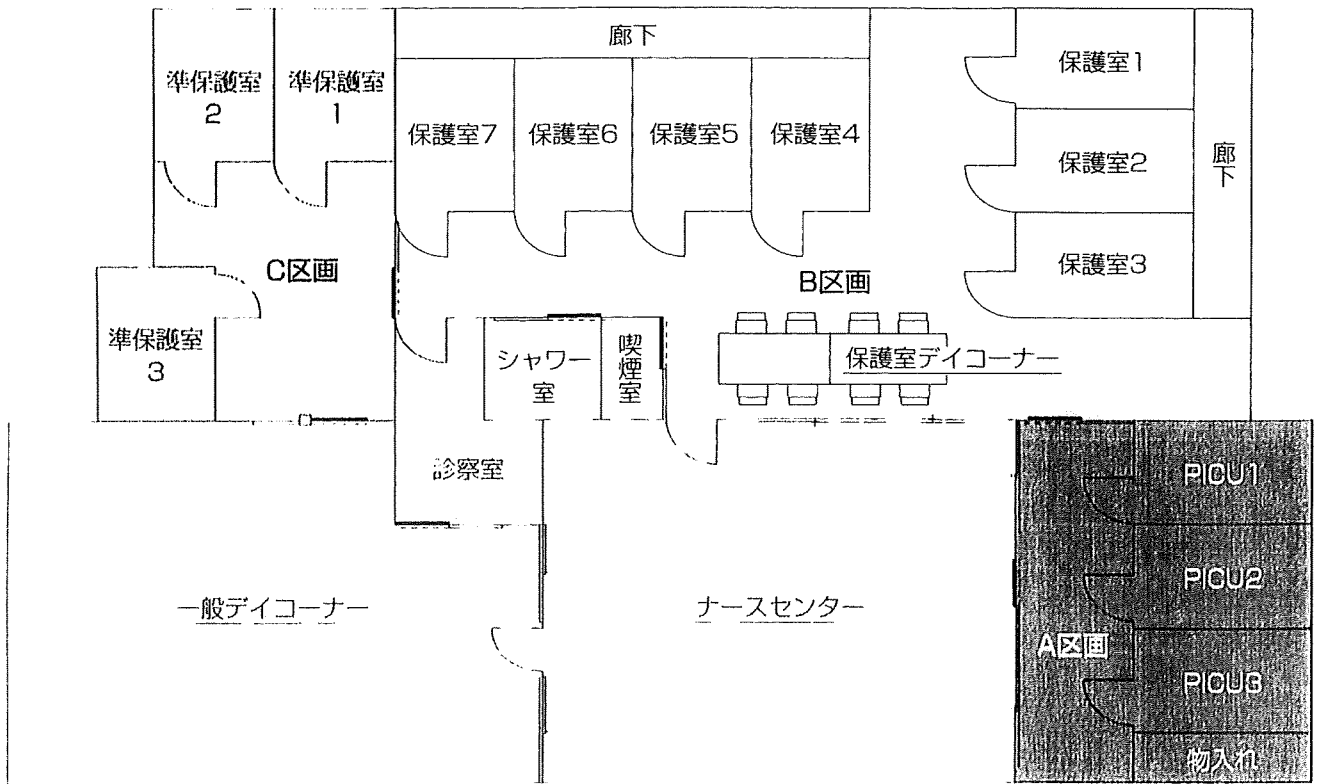 廊下
準保護室
2
準保護室
1
保護室7
保護室6
保護室5
保護室4
保護室1
保護室2
保護室3
廊下
C区画
B区画
準保護室
3
シャワー
室
喫煙室
保護室デイコーナー
診察室
一般デイコーナー
ナースセンター
A区画
PICU1
PICU2
PICU3
物入れ